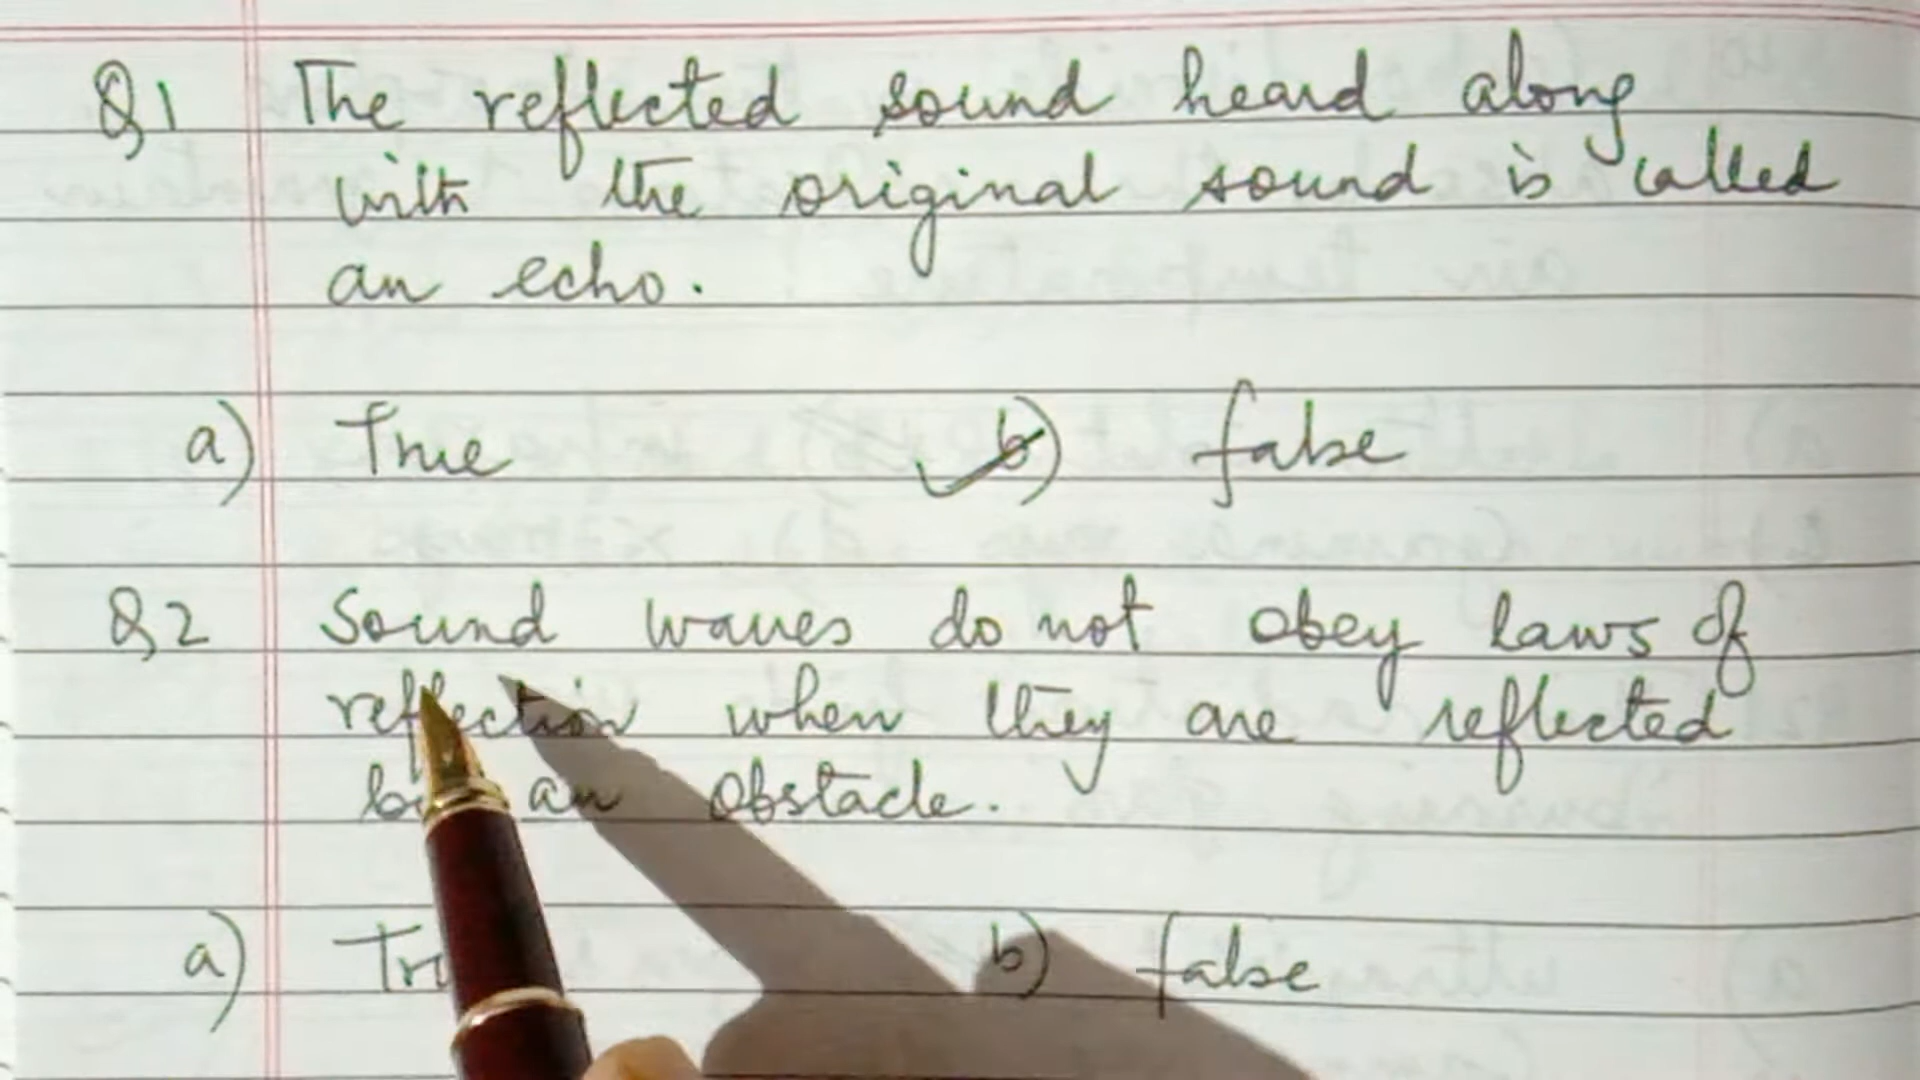 Q1 The reflected sound heard along
with the original sound is called
an echo.
a) True b) false
Q2 Sound waves do not obey laws of
reflection when they are reflected
an obstacle.
a) b) false